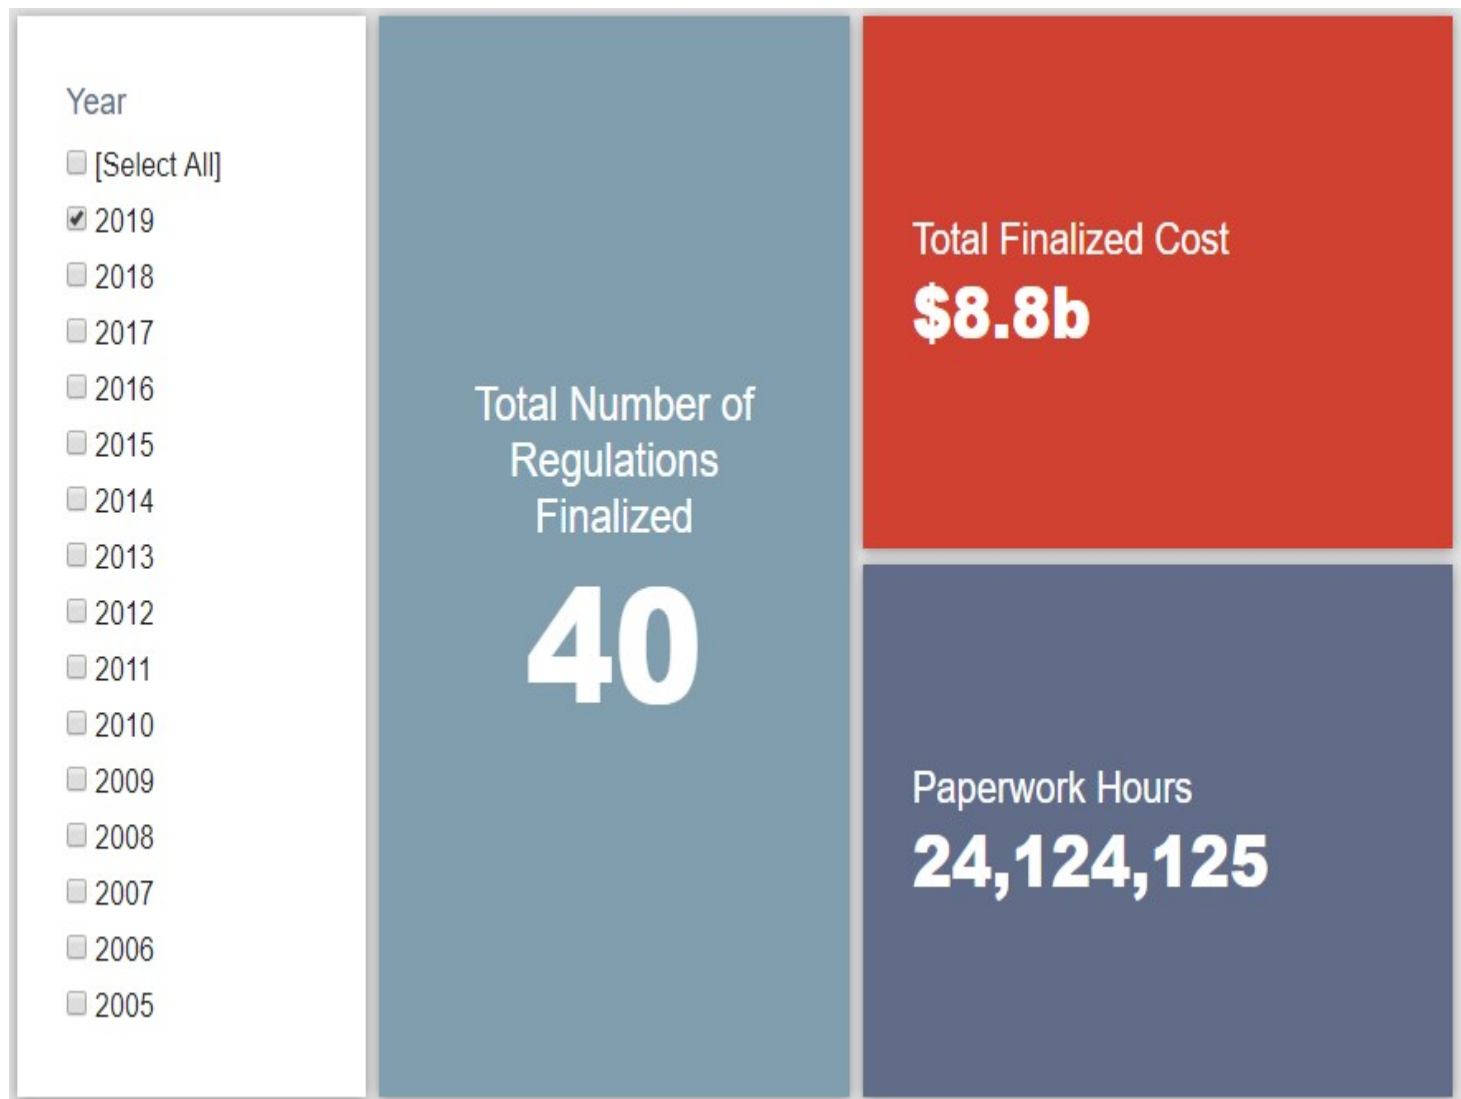 Year
[Select All]
2019
2018
2017
2016
2015
2014
2013
2012
2011
2010
2009
2008
2007
2006
2005
Total Number of
Regulations
Finalized
40
Total Finalized Cost
$8.8b
Paperwork Hours
24,124,125